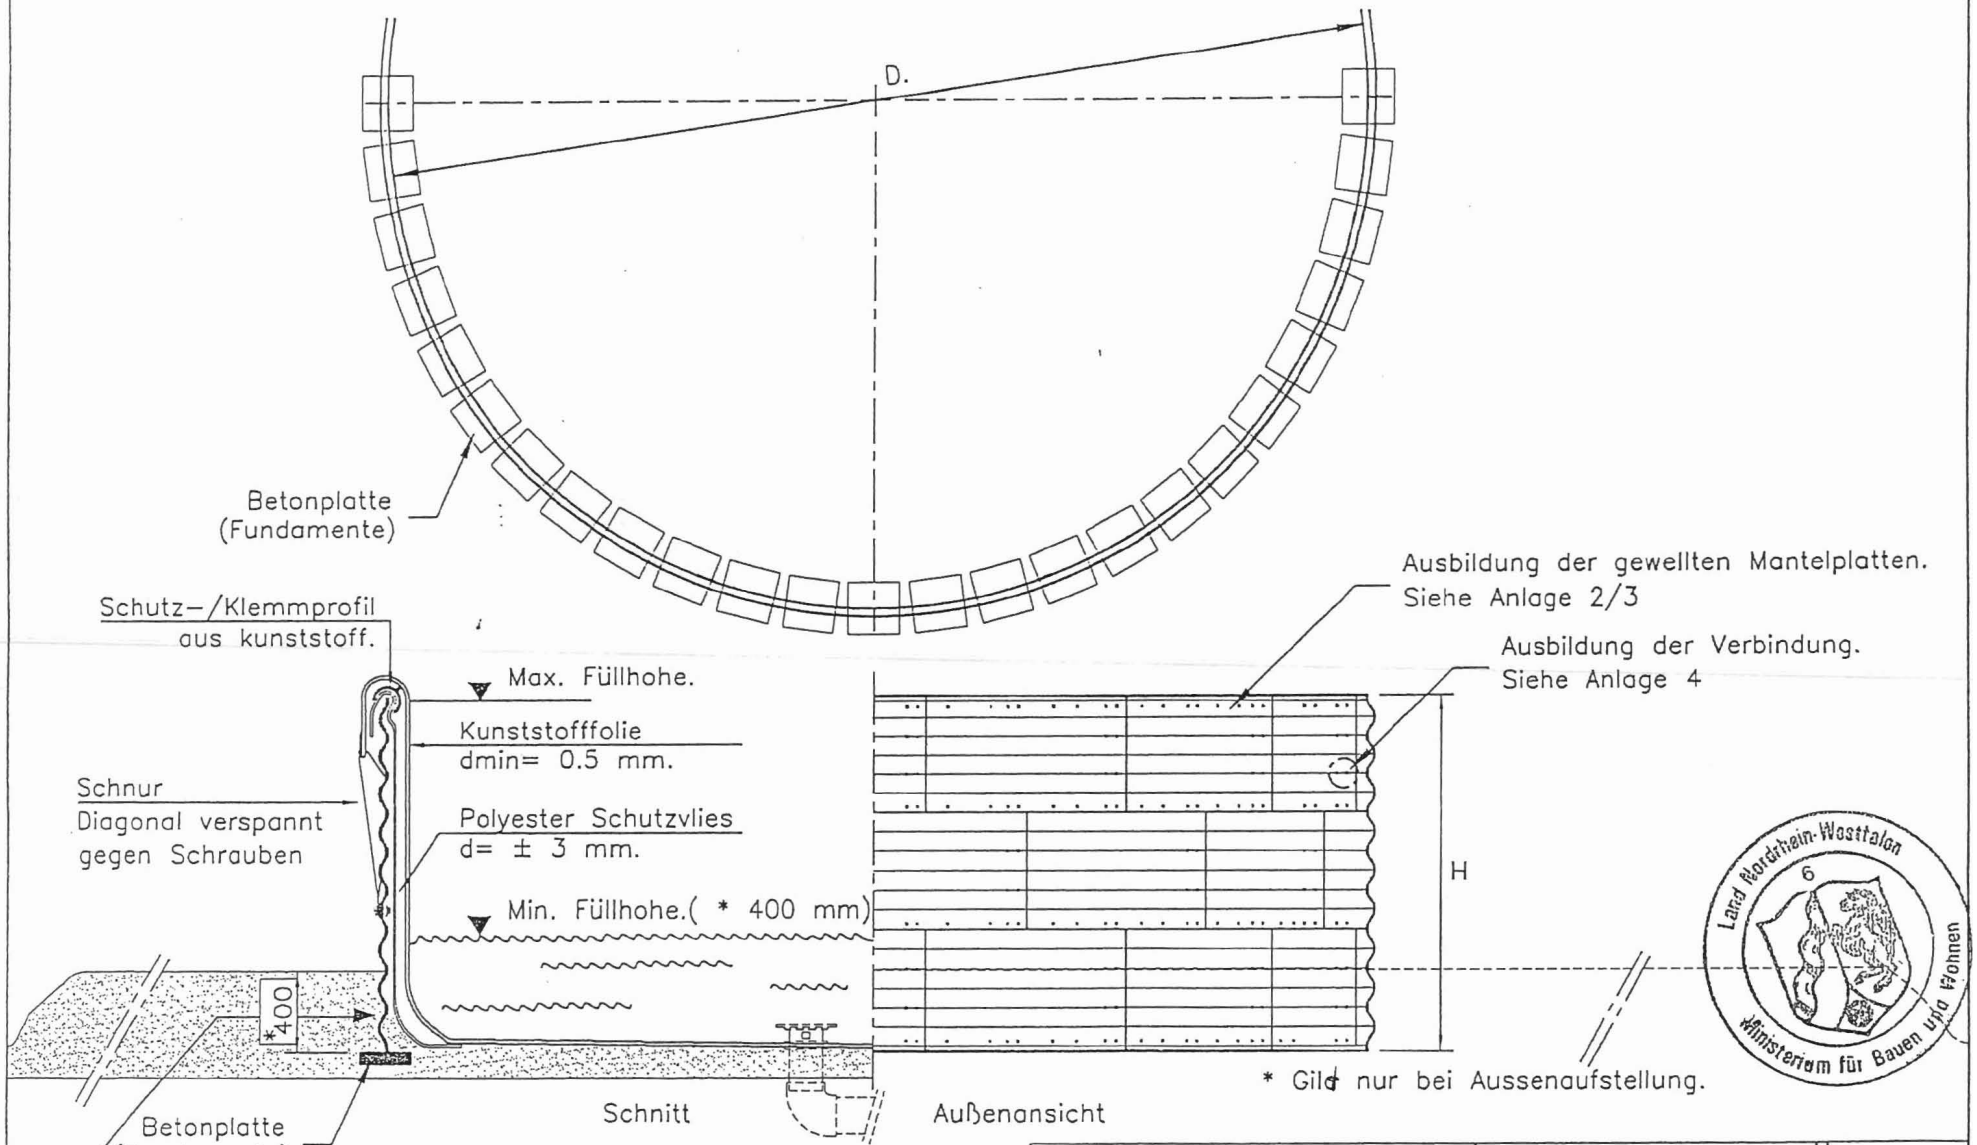 D.
Betonplatte
(Fundamente)
Schutz-/Klemmprofil
aus kunststoff.
Max. Füllhohe.
Kunststofffolie
dmin= 0.5 mm.
Schnur
Diagonal verspannt
gegen Schrauben
Polyester Schutzvlies
d= ± 3 mm.
Min. Füllhohe.( * 400 mm)
*400
Betonplatte
Schnitt
Außenansicht
Ausbildung der gewellten Mantelplatten.
Siehe Anlage 2/3
Ausbildung der Verbindung.
Siehe Anlage 4
H
* Gild nur bei Aussenaufstellung.
Land Nordrhein-Westfalen
6
Ministerium für Bauen und Wohnen